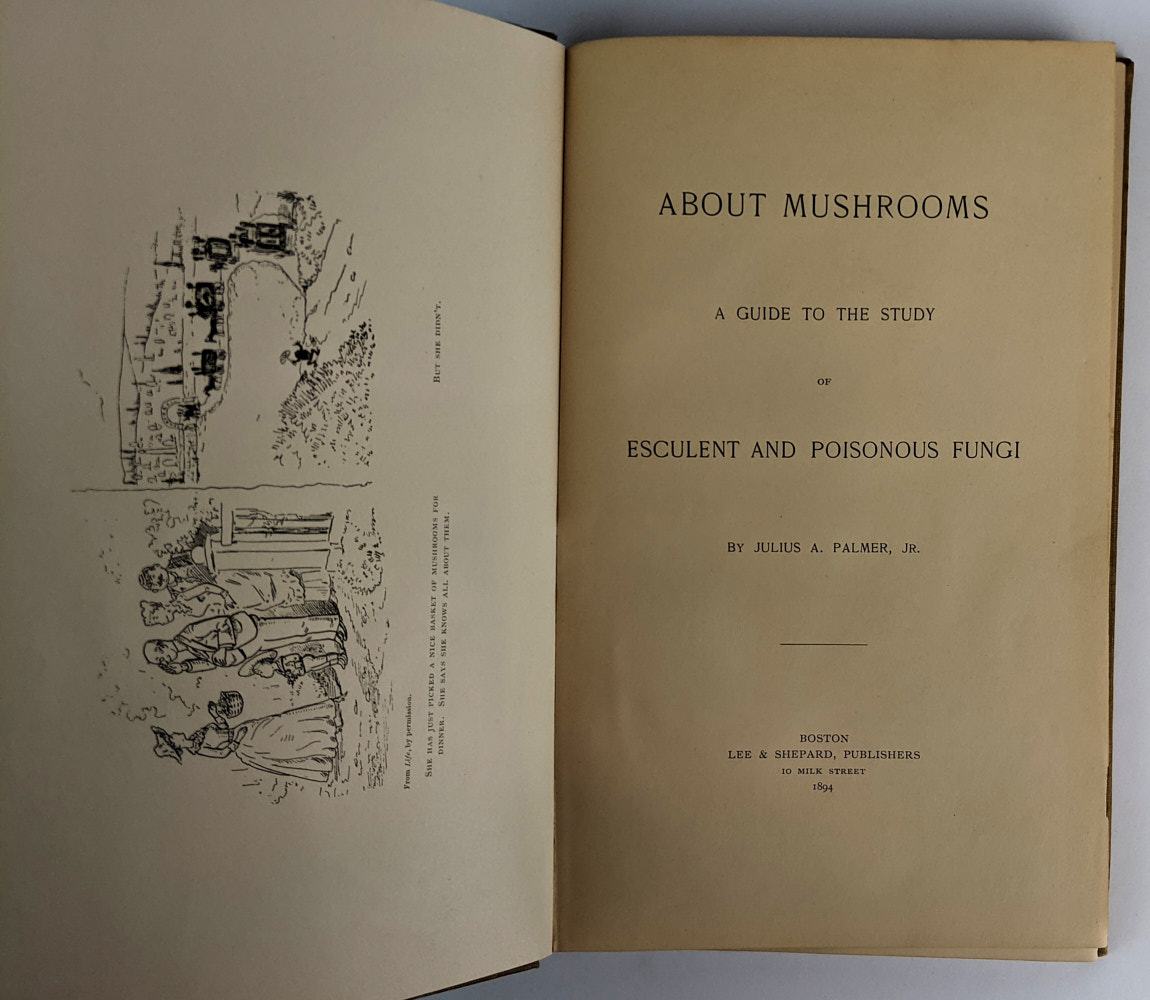 From Life, by permission.
She has just picked a nice basket of mushrooms for
dinner. She says she knows all about them.
But she didn't.
ABOUT MUSHROOMS
A GUIDE TO THE STUDY
OF
ESCULENT AND POISONOUS FUNGI
BY JULIUS A. PALMER, JR.
BOSTON
LEE & SHEPARD, PUBLISHERS
10 MILK STREET
1894